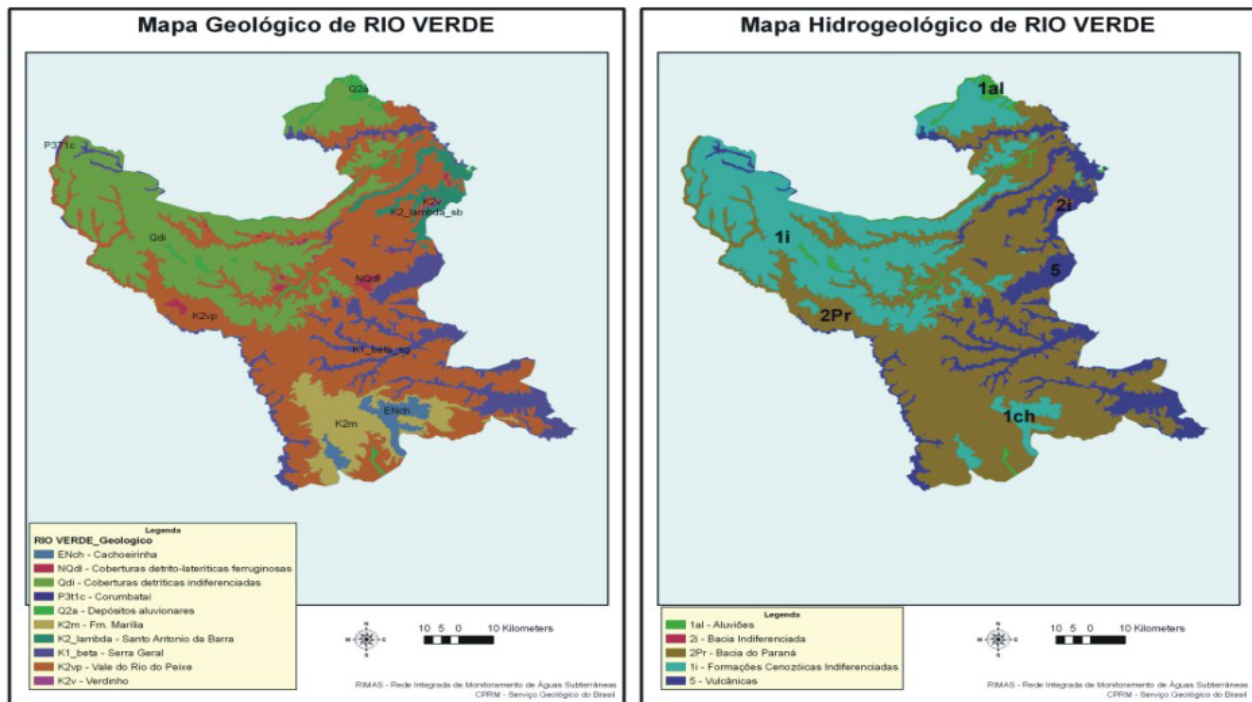 Mapa Geológico de RIO VERDE
Q2a
P3T1c
K2v
K2_lambda_sb
Qdi
NQdl
K2vp
K1_beta_sg
ENch
K2m
Legenda
RIO VERDE_Geologico
ENch - Cachoeirinha
NQdl - Coberturas detrito-lateríticas ferruginosas
Qdi - Coberturas detríticas indiferenciadas
P3t1c - Corumbataí
Q2a - Depósitos aluvionares
K2m - Fm. Marília
K2_lambda - Santo Antonio da Barra
K1_beta - Serra Geral
K2vp - Vale do Rio do Peixe
K2v - Verdinho
N
W E
S
10 5 0 10 Kilometers
RIMAS - Rede Integrada de Monitoramento de Águas Subterrâneas
CPRM - Serviço Geológico do Brasil
Mapa Hidrogeológico de RIO VERDE
1al
2i
1i
5
2Pr
1ch
Legenda
1al - Aluviões
2i - Bacia Indiferenciada
2Pr - Bacia do Paraná
1i - Formações Cenozóicas Indiferenciadas
5 - Vulcânicas
N
W E
S
10 5 0 10 Kilometers
RIMAS - Rede Integrada de Monitoramento de Águas Subterrâneas
CPRM - Serviço Geológico do Brasil